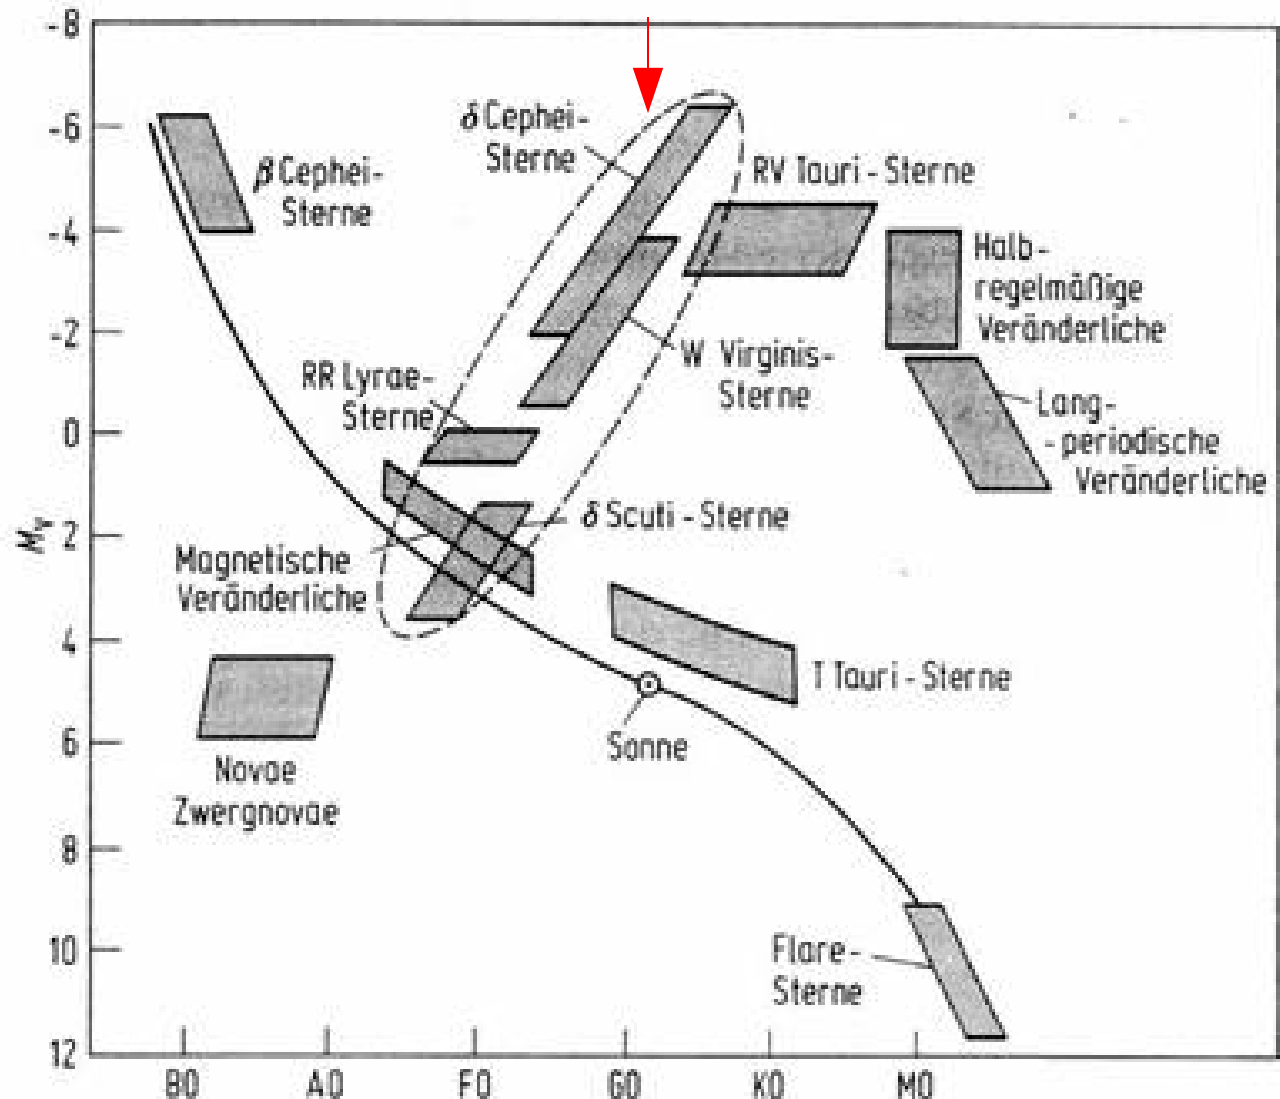 -8
-6
-4
-2
0
2
4
6
8
10
12
M_V
δ Cephei-
Sterne
β Cephei-
Sterne
RV Tauri - Sterne
Halb-
regelmäßige
Veränderliche
W Virginis-
Sterne
RR Lyrae-
Sterne
Lang-
-periodische
Veränderliche
δ Scuti - Sterne
Magnetische
Veränderliche
T Tauri - Sterne
Sonne
Novae
Zwergnovae
Flare-
Sterne
B0 A0 F0 G0 K0 M0